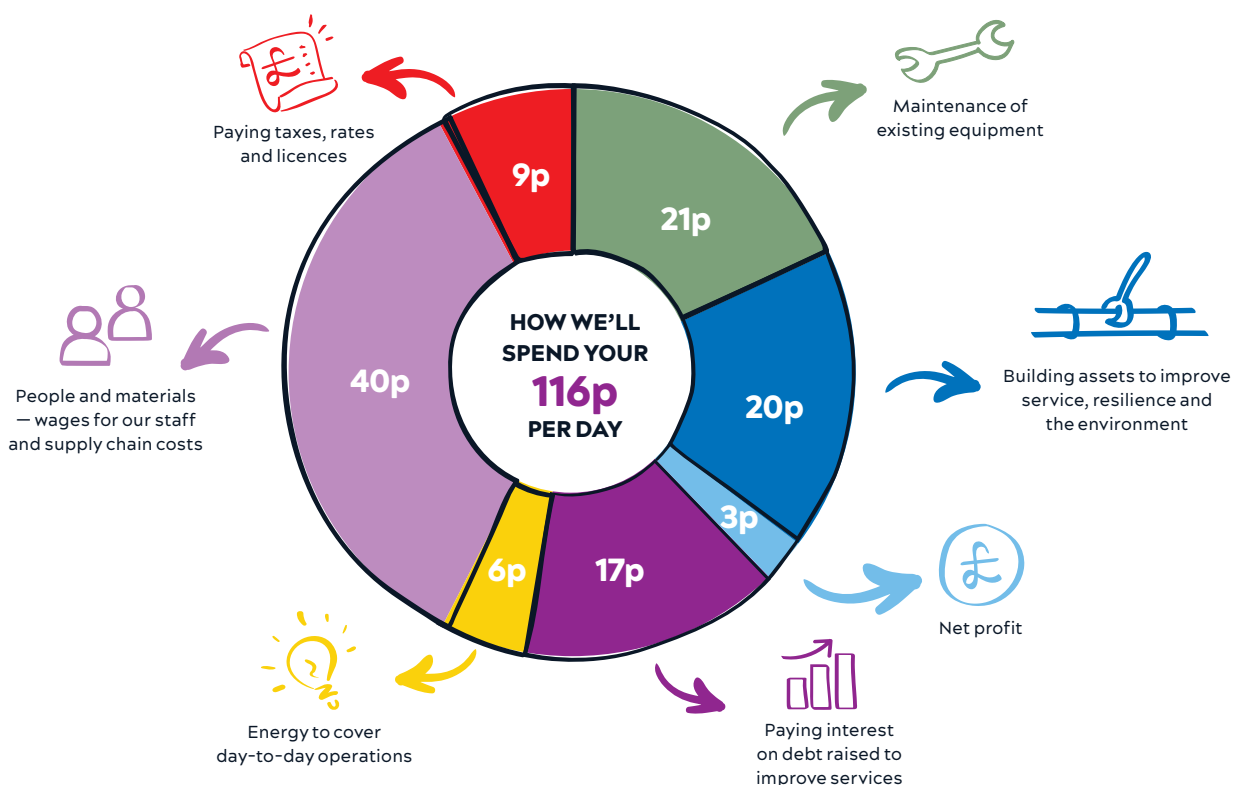 Paying taxes, rates
and licences
Maintenance of
existing equipment
9p
21p
HOW WE'LL
SPEND YOUR
116p
PER DAY
40p
20p
3p
17p
6p
People and materials
— wages for our staff
and supply chain costs
Building assets to improve
service, resilience and
the environment
Net profit
Energy to cover
day-to-day operations
Paying interest
on debt raised to
improve services
£
£